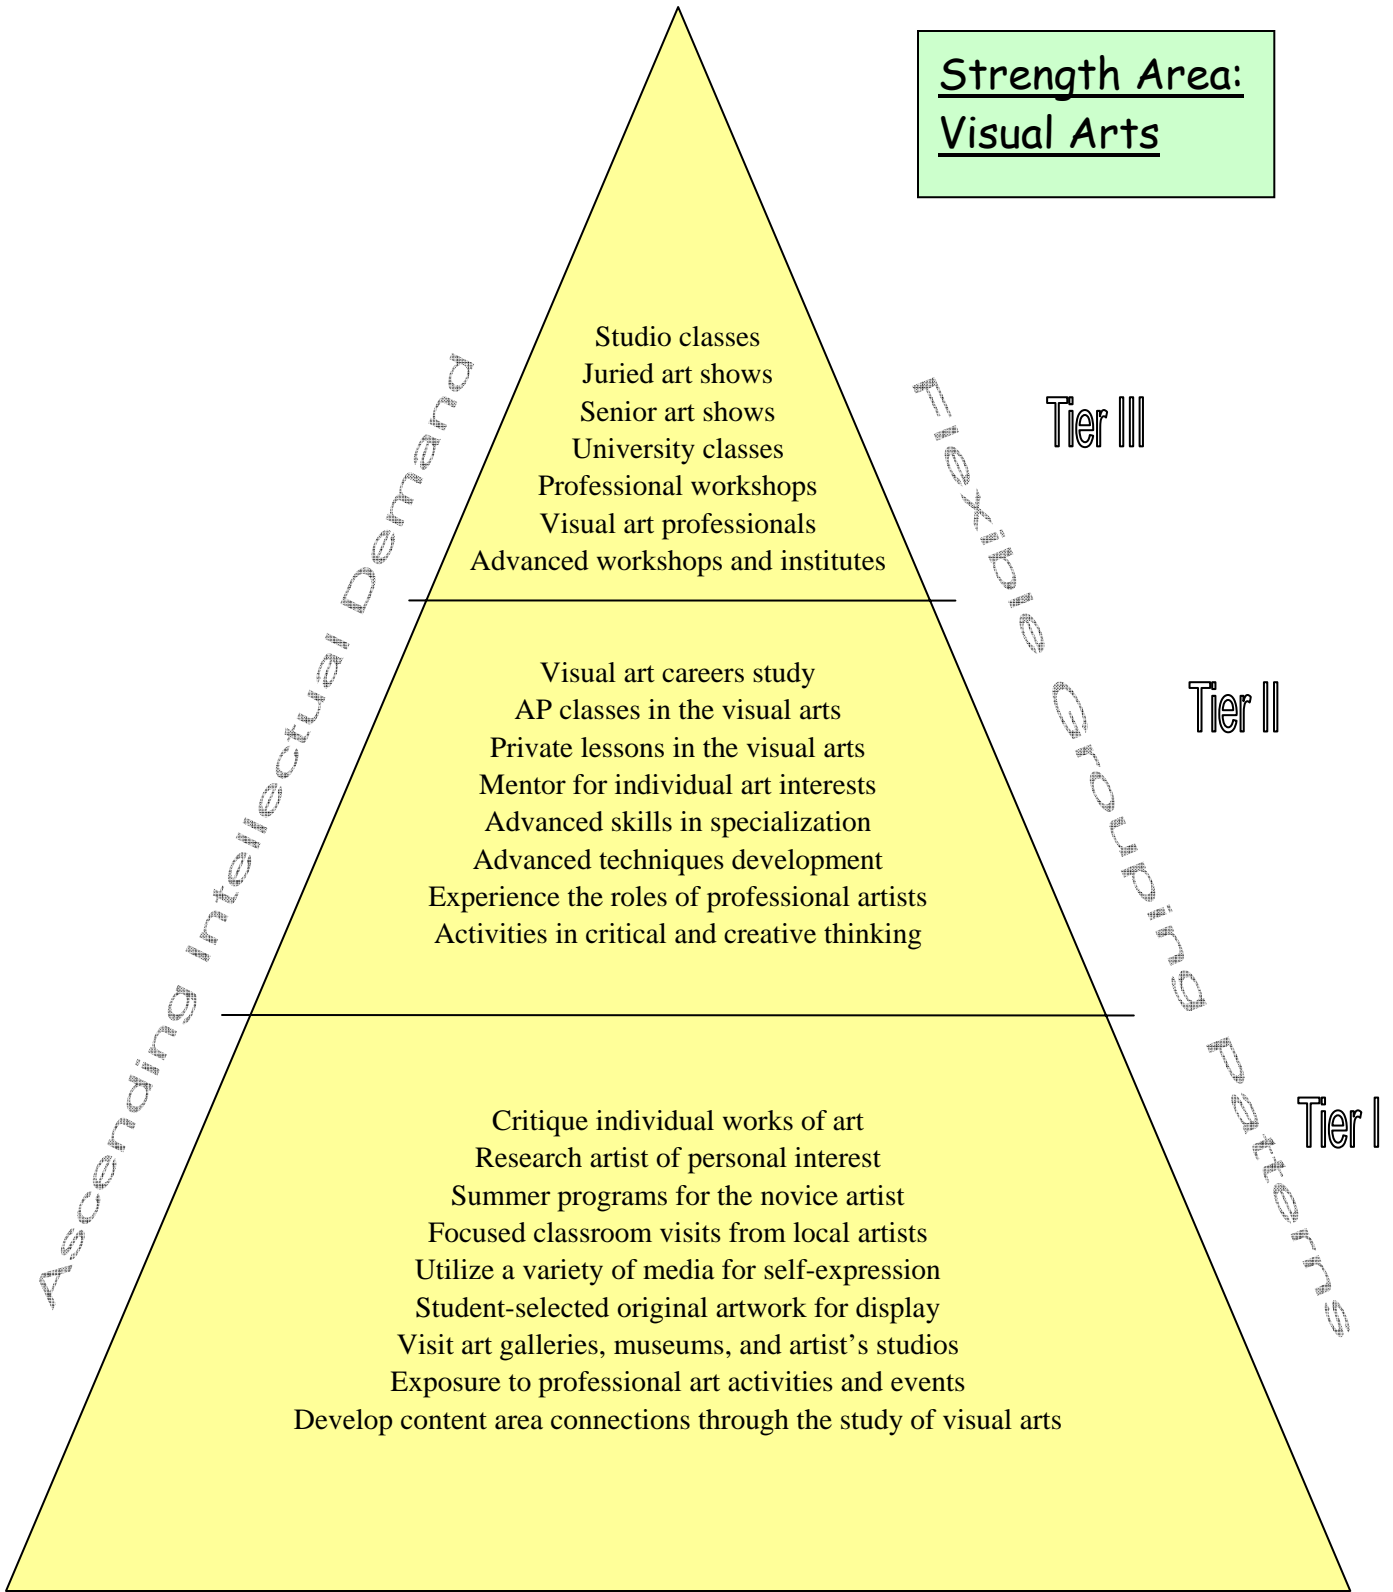 Strength Area:
Visual Arts
Studio classes
Juried art shows
Senior art shows
University classes
Professional workshops
Visual art professionals
Advanced workshops and institutes
Tier III
Visual art careers study
AP classes in the visual arts
Private lessons in the visual arts
Mentor for individual art interests
Advanced skills in specialization
Advanced techniques development
Experience the roles of professional artists
Activities in critical and creative thinking
Tier II
Critique individual works of art
Research artist of personal interest
Summer programs for the novice artist
Focused classroom visits from local artists
Utilize a variety of media for self-expression
Student-selected original artwork for display
Visit art galleries, museums, and artist’s studios
Exposure to professional art activities and events
Develop content area connections through the study of visual arts
Tier I
Ascending Intellectual Demand
Flexible Grouping Patterns